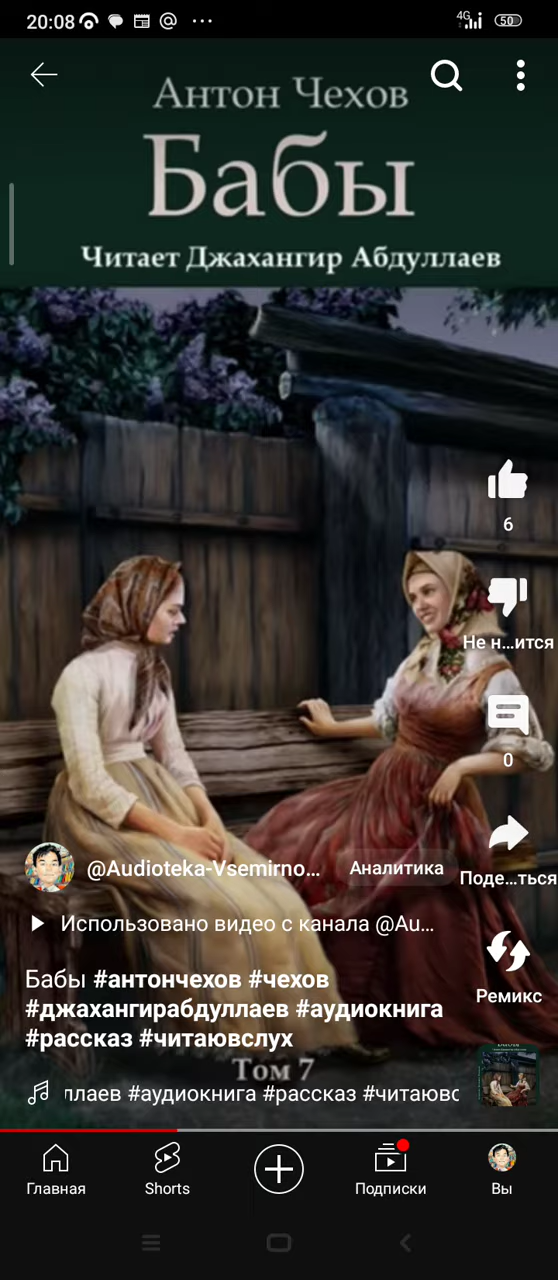 20:08
4G
50
Антон Чехов
Бабы
Читает Джахангир Абдуллаев
6
Не н...ится
0
@Audioteka-Vsemirno...
Аналитика
Поде...ться
Использовано видео с канала @Au...
Ремикс
Бабы #антончехов #чехов
#джахангирабдуллаев #аудиокнига
#рассказ #читаювслух
Том 7
плаев #аудиокнига #рассказ #читаювс
Главная
Shorts
Подписки
Вы